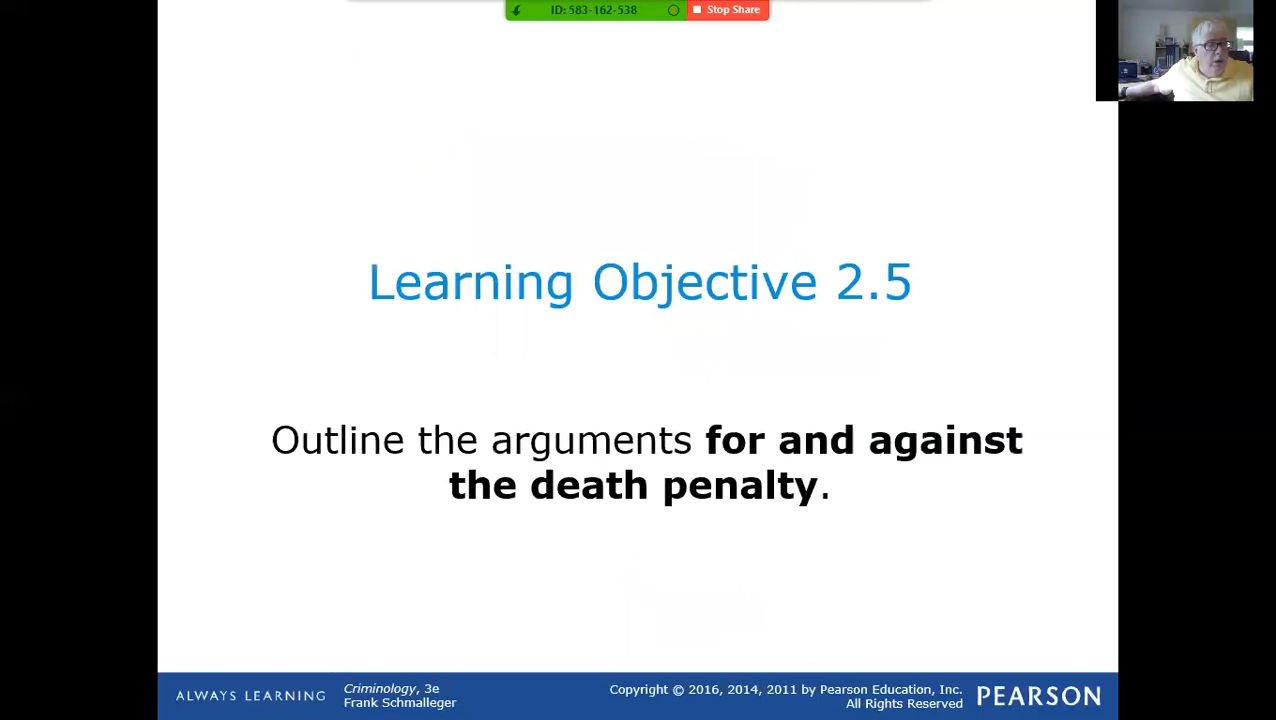 ID: 583-162-538 Stop Share
Learning Objective 2.5
Outline the arguments for and against
the death penalty.
ALWAYS LEARNING
Criminology, 3e
Frank Schmalleger
Copyright © 2016, 2014, 2011 by Pearson Education, Inc.
All Rights Reserved
PEARSON